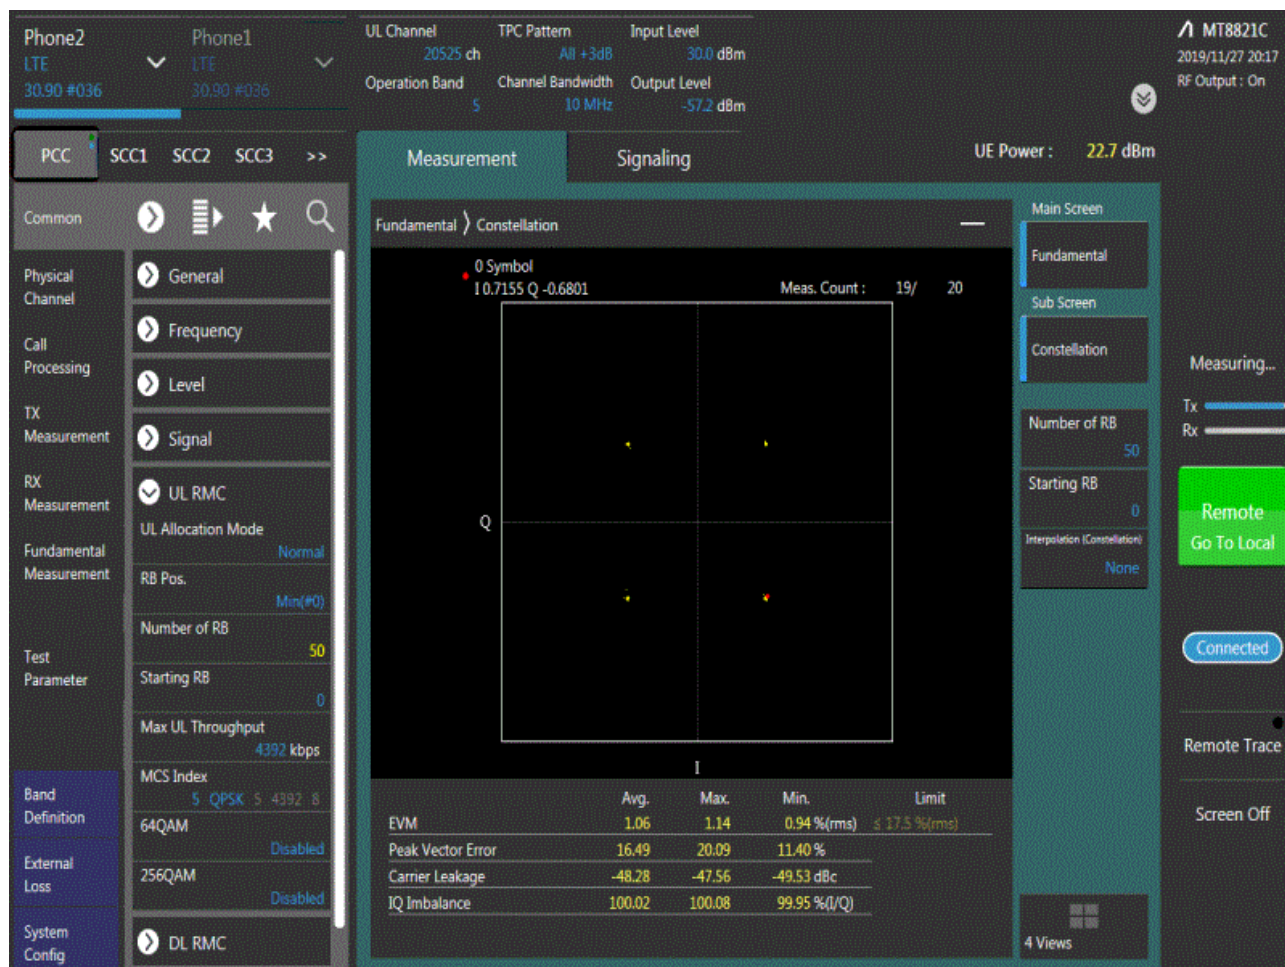 Phone2
LTE
30.90 #036
Phone1
LTE
30.90 #036
UL Channel
20525 ch
TPC Pattern
All +3dB
Input Level
30.0 dBm
Operation Band
5
Channel Bandwidth
10 MHz
Output Level
-57.2 dBm
MT8821C
2019/11/27 20:17
RF Output : On
PCC SCC1 SCC2 SCC3 >>
Measurement Signaling
UE Power : 22.7 dBm
Common
Physical
Channel
Call
Processing
TX
Measurement
RX
Measurement
Fundamental
Measurement
Test
Parameter
Band
Definition
External
Loss
System
Config
General
Frequency
Level
Signal
UL RMC
UL Allocation Mode
Normal
RB Pos.
Min(#0)
Number of RB
50
Starting RB
0
Max UL Throughput
4392 kbps
MCS Index
5 QPSK 5 4392 8
64QAM
Disabled
256QAM
Disabled
DL RMC
Fundamental ⟩ Constellation
0 Symbol
I 0.7155 Q -0.6801
Meas. Count : 19/ 20
Q
I
Avg. Max. Min. Limit
EVM 1.06 1.14 0.94 %(rms) ≤ 17.5 %(rms)
Peak Vector Error 16.49 20.09 11.40 %
Carrier Leakage -48.28 -47.56 -49.53 dBc
IQ Imbalance 100.02 100.08 99.95 %(I/Q)
Main Screen
Fundamental
Sub Screen
Constellation
Number of RB
50
Starting RB
0
Interpolation (Constellation)
None
4 Views
Measuring...
Tx
Rx
Remote
Go To Local
Connected
Remote Trace
Screen Off